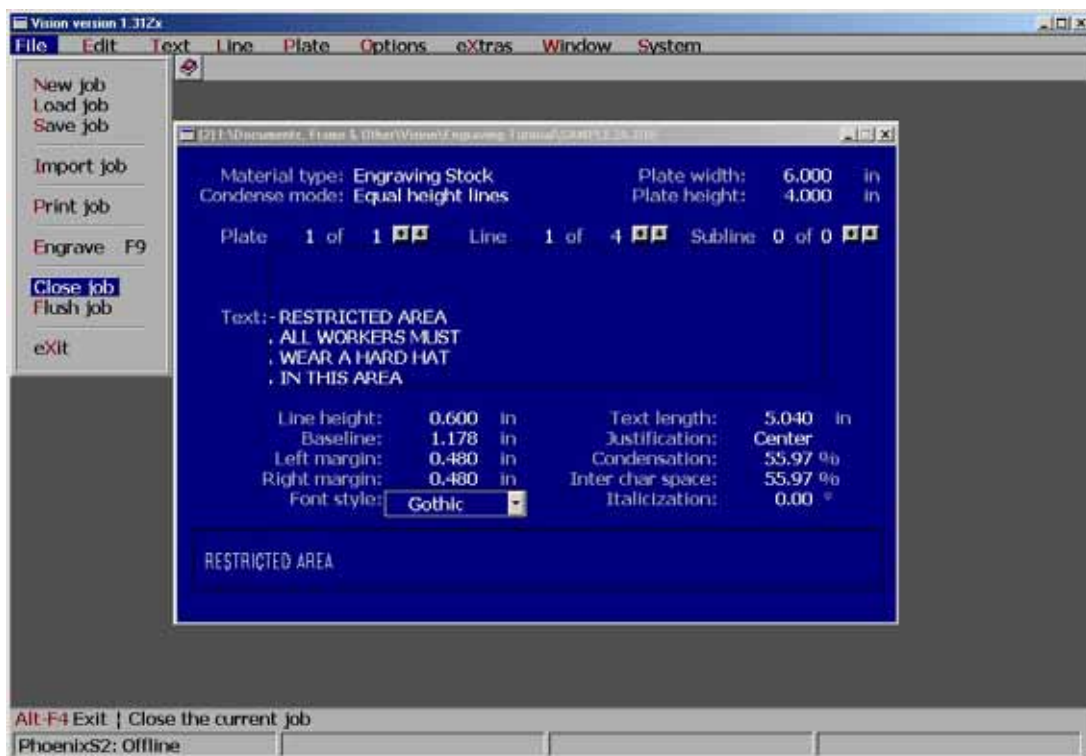 Vision version 1.31Zx
File Edit Text Line Plate Options eXtras Window System
New job
Load job
Save job
Import job
Print job
Engrave F9
Close job
Flush job
eXit
Material type: Engraving Stock Plate width: 6.000 in
Condense mode: Equal height lines Plate height: 4.000 in
Plate 1 of 1 Line 1 of 4 Subline 0 of 0
Text:- RESTRICTED AREA
. ALL WORKERS MUST
. WEAR A HARD HAT
. IN THIS AREA
Line height: 0.600 in Text length: 5.040 in
Baseline: 1.178 in Justification: Center
Left margin: 0.480 in Condensation: 55.97 %
Right margin: 0.480 in Inter char space: 55.97 %
Font style: Gothic Italicization: 0.00 °
RESTRICTED AREA
Alt-F4 Exit ¦ Close the current job
PhoenixS2: Offline